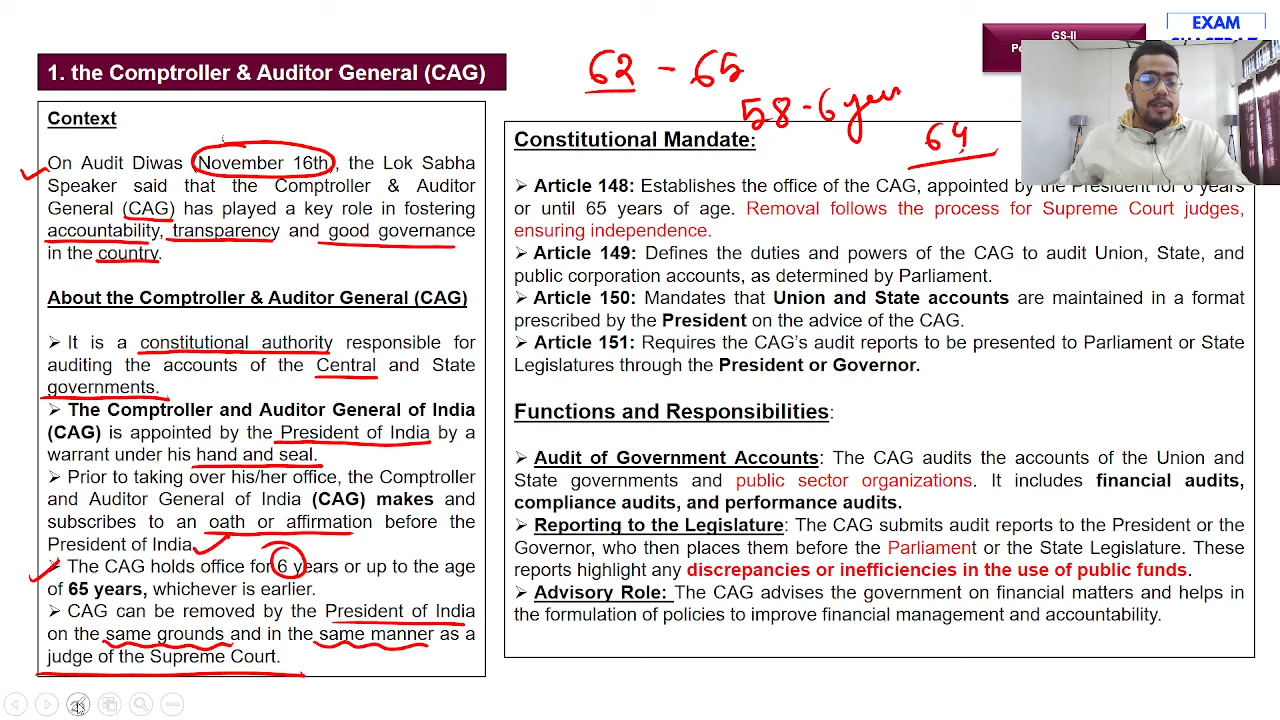 1. the Comptroller & Auditor General (CAG)
Context
On Audit Diwas (November 16th), the Lok Sabha
Speaker said that the Comptroller & Auditor
General (CAG) has played a key role in fostering
accountability, transparency and good governance
in the country.
About the Comptroller & Auditor General (CAG)
➢ It is a constitutional authority responsible for
auditing the accounts of the Central and State
governments.
➢ The Comptroller and Auditor General of India
(CAG) is appointed by the President of India by a
warrant under his hand and seal.
➢ Prior to taking over his/her office, the Comptroller
and Auditor General of India (CAG) makes and
subscribes to an oath or affirmation before the
President of India.
➢ The CAG holds office for 6 years or up to the age
of 65 years, whichever is earlier.
➢ CAG can be removed by the President of India
on the same grounds and in the same manner as a
judge of the Supreme Court.
62 - 65
58 - 6 years
64
GS-II
EXAM
Constitutional Mandate:
➢ Article 148: Establishes the office of the CAG, appointed by the President for 6 years
or until 65 years of age. Removal follows the process for Supreme Court judges,
ensuring independence.
➢ Article 149: Defines the duties and powers of the CAG to audit Union, State, and
public corporation accounts, as determined by Parliament.
➢ Article 150: Mandates that Union and State accounts are maintained in a format
prescribed by the President on the advice of the CAG.
➢ Article 151: Requires the CAG's audit reports to be presented to Parliament or State
Legislatures through the President or Governor.
Functions and Responsibilities:
➢ Audit of Government Accounts: The CAG audits the accounts of the Union and
State governments and public sector organizations. It includes financial audits,
compliance audits, and performance audits.
➢ Reporting to the Legislature: The CAG submits audit reports to the President or the
Governor, who then places them before the Parliament or the State Legislature. These
reports highlight any discrepancies or inefficiencies in the use of public funds.
➢ Advisory Role: The CAG advises the government on financial matters and helps in
the formulation of policies to improve financial management and accountability.